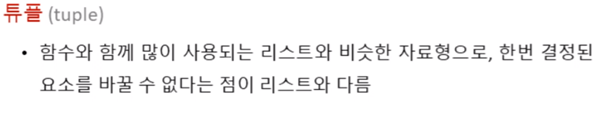 튜플 (tuple)
• 함수와 함께 많이 사용되는 리스트와 비슷한 자료형으로, 한번 결정된
요소를 바꿀 수 없다는 점이 리스트와 다름